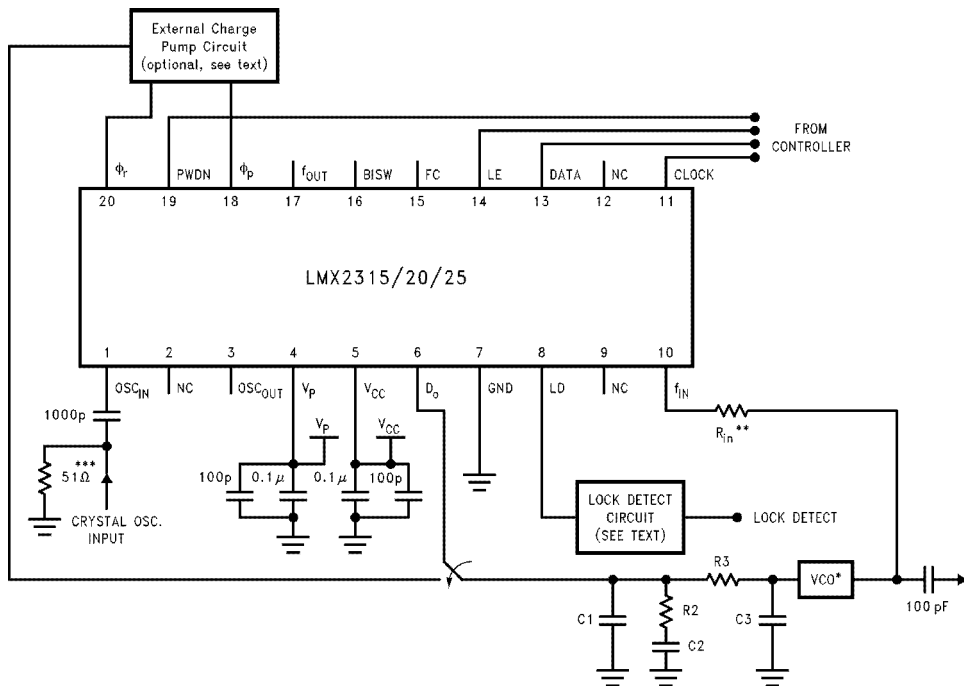 External Charge
Pump Circuit
(optional, see text)
FROM
CONTROLLER
ϕr PWDN ϕp fOUT BISW FC LE DATA NC CLOCK
20 19 18 17 16 15 14 13 12 11
LMX2315/20/25
1 2 3 4 5 6 7 8 9 10
OSCIN NC OSCOUT VP VCC Do GND LD NC fIN
1000p
Rin **
VP VCC
***
51Ω
100p 0.1μ 0.1μ 100p
CRYSTAL OSC.
INPUT
LOCK DETECT
CIRCUIT
(SEE TEXT)
LOCK DETECT
R3
VCO*
100pF
C1 R2 C3
C2